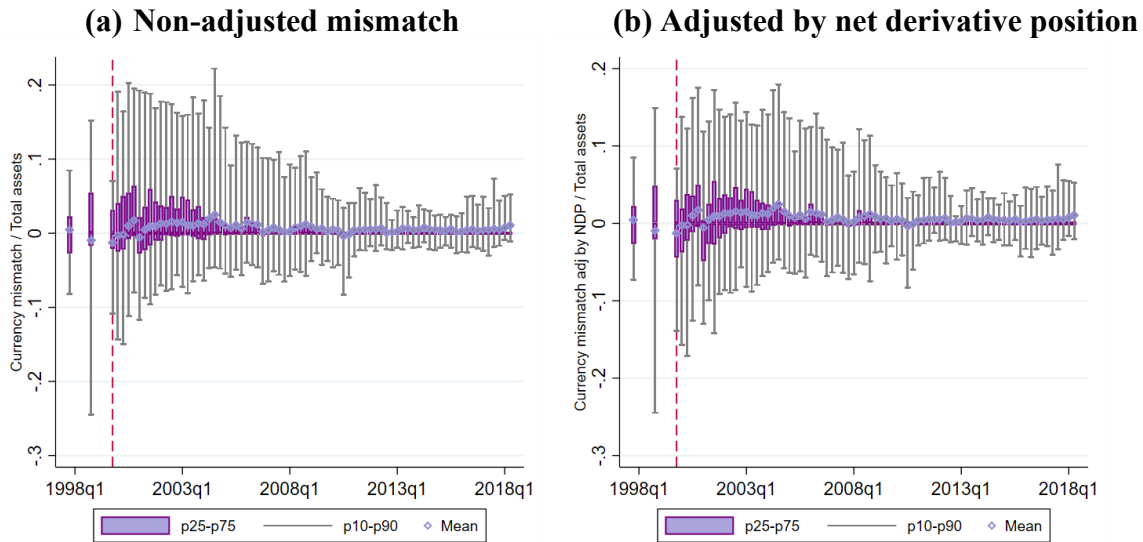 (a) Non-adjusted mismatch
Currency mismatch / Total assets
.2
.1
0
-.1
-.2
-.3
1998q1 2003q1 2008q1 2013q1 2018q1
p25-p75 p10-p90 Mean
(b) Adjusted by net derivative position
Currency mismatch adj by NDP / Total assets
.2
.1
0
-.1
-.2
-.3
1998q1 2003q1 2008q1 2013q1 2018q1
p25-p75 p10-p90 Mean